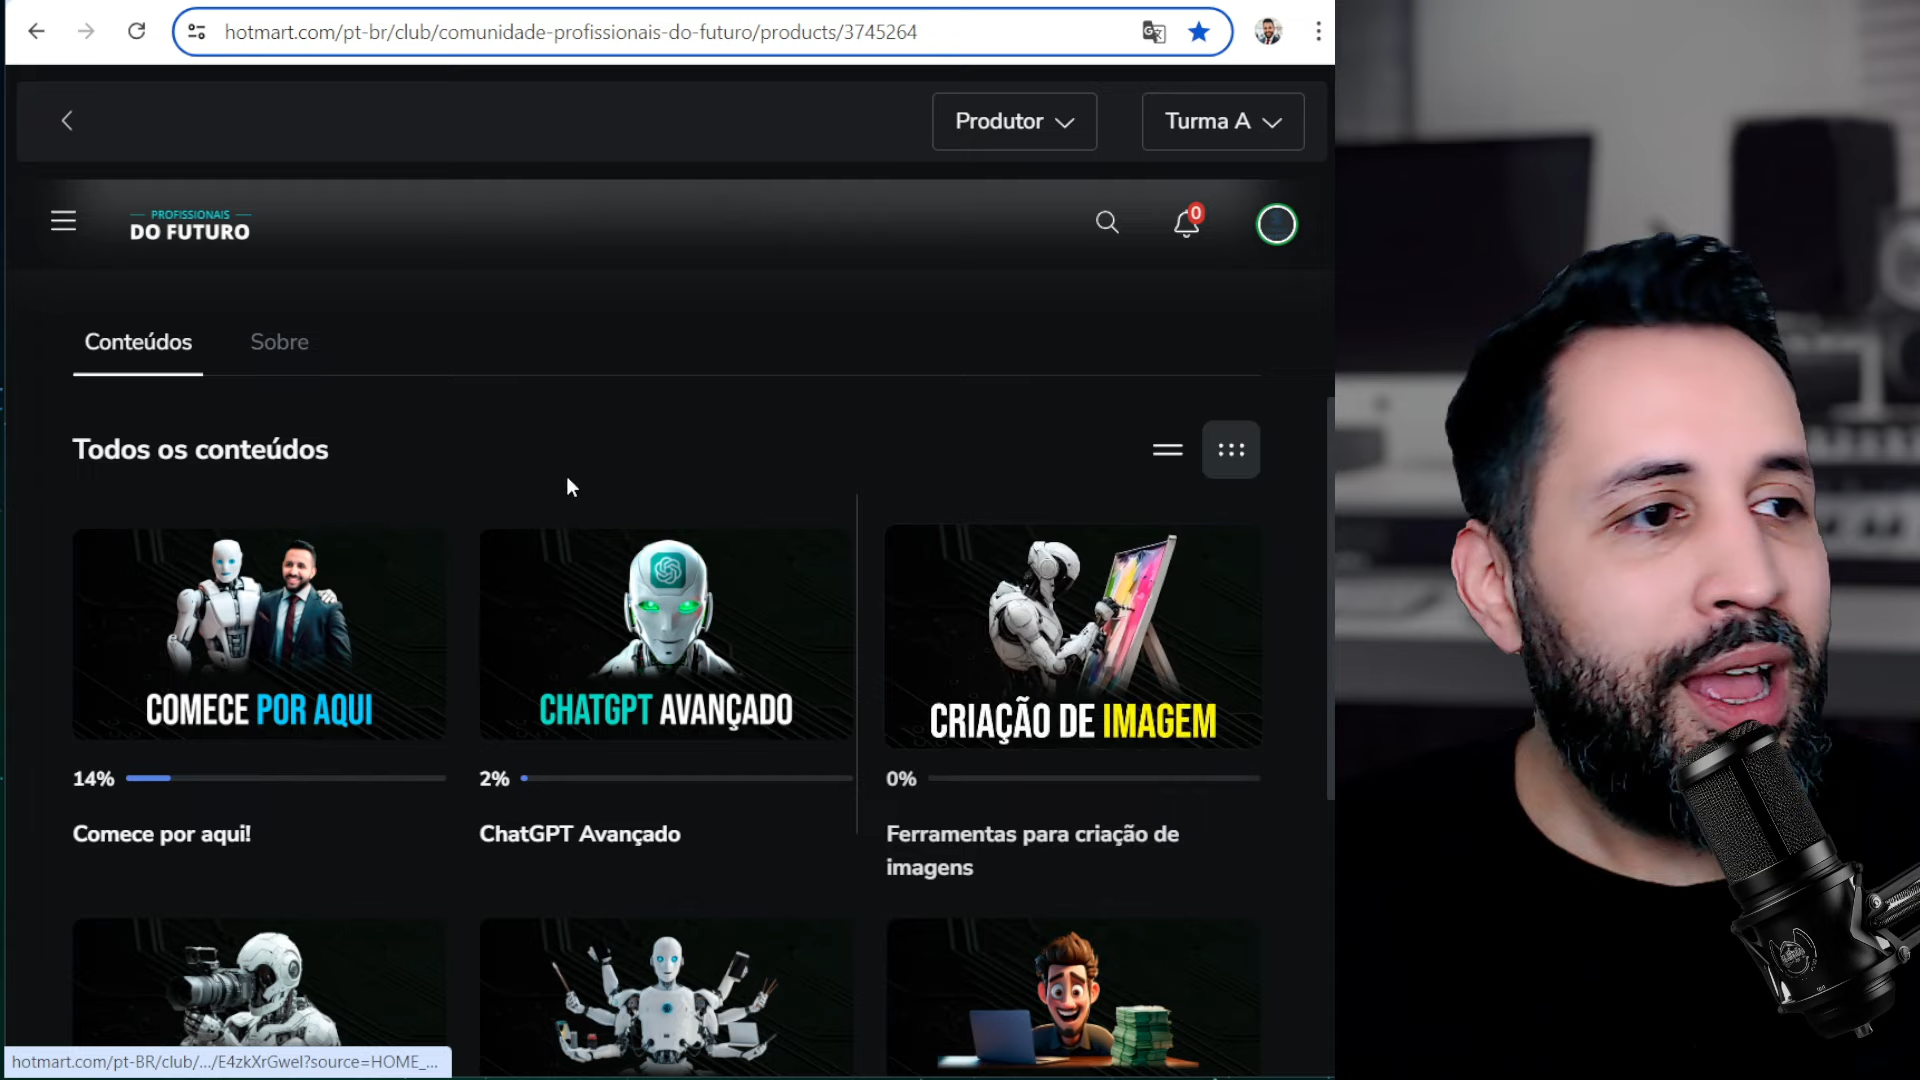 hotmart.com/pt-br/club/comunidade-profissionais-do-futuro/products/3745264
Produtor
Turma A
PROFISSIONAIS
DO FUTURO
0
Conteúdos
Sobre
Todos os conteúdos
COMECE POR AQUI
CHATGPT AVANÇADO
CRIAÇÃO DE IMAGEM
14%
2%
0%
Comece por aqui!
ChatGPT Avançado
Ferramentas para criação de
imagens
hotmart.com/pt-BR/club/.../E4zkXrGwel?source=HOME_...